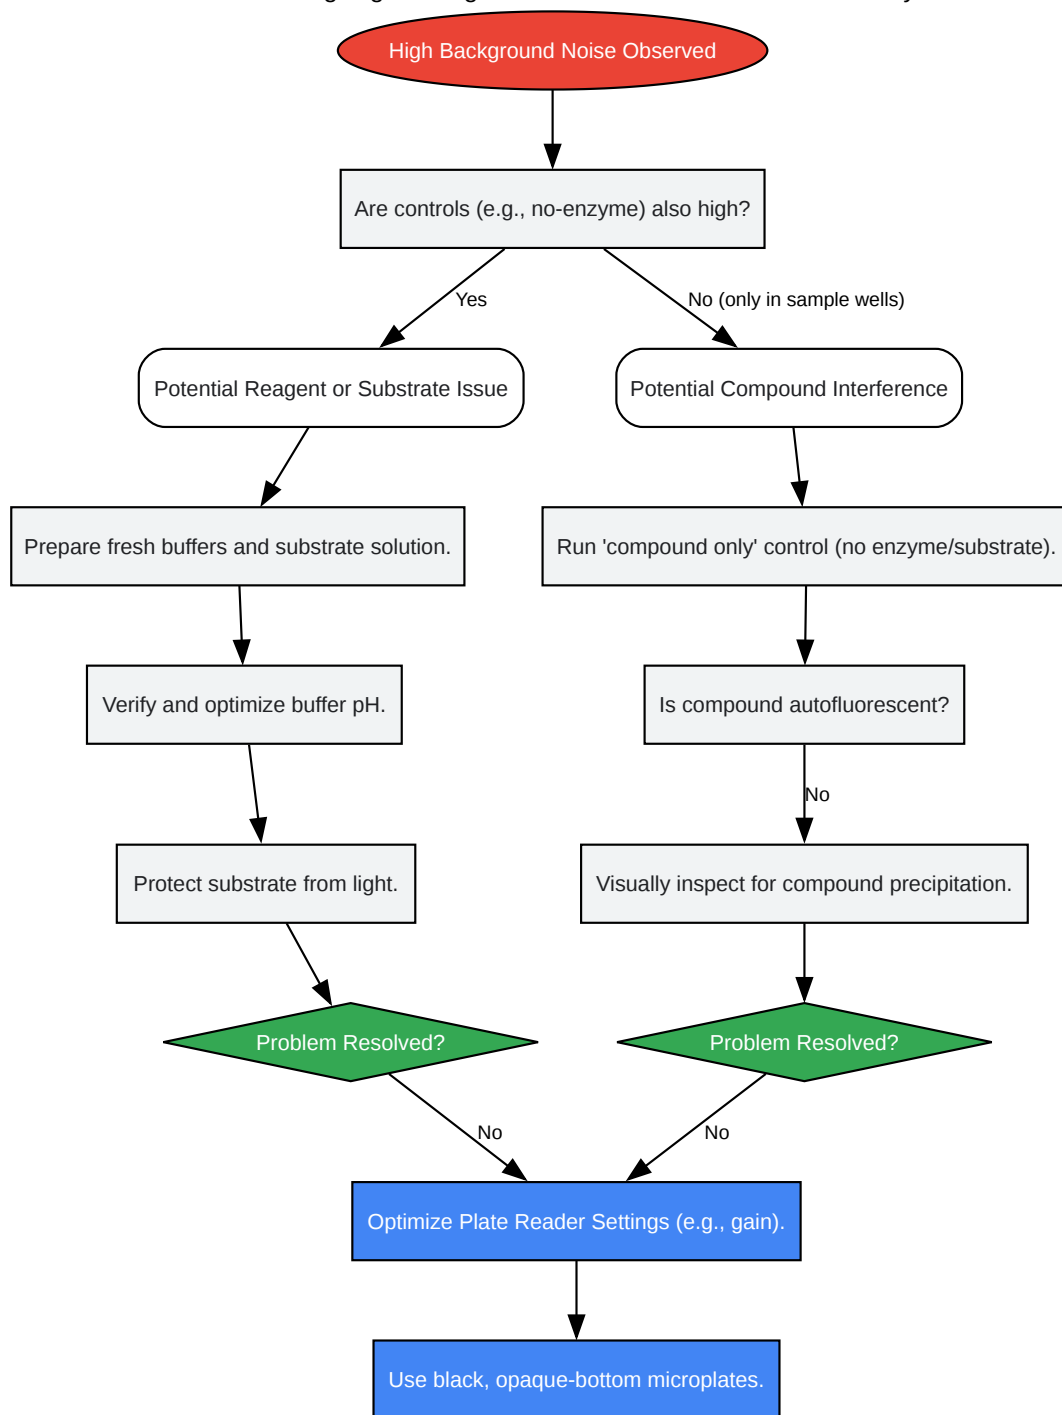 High Background Noise Observed
Are controls (e.g., no-enzyme) also high?
Yes
No (only in sample wells)
Potential Reagent or Substrate Issue
Potential Compound Interference
Prepare fresh buffers and substrate solution.
Run 'compound only' control (no enzyme/substrate).
Verify and optimize buffer pH.
Is compound autofluorescent?
No
Protect substrate from light.
Visually inspect for compound precipitation.
Problem Resolved?
Problem Resolved?
No
No
Optimize Plate Reader Settings (e.g., gain).
Use black, opaque-bottom microplates.